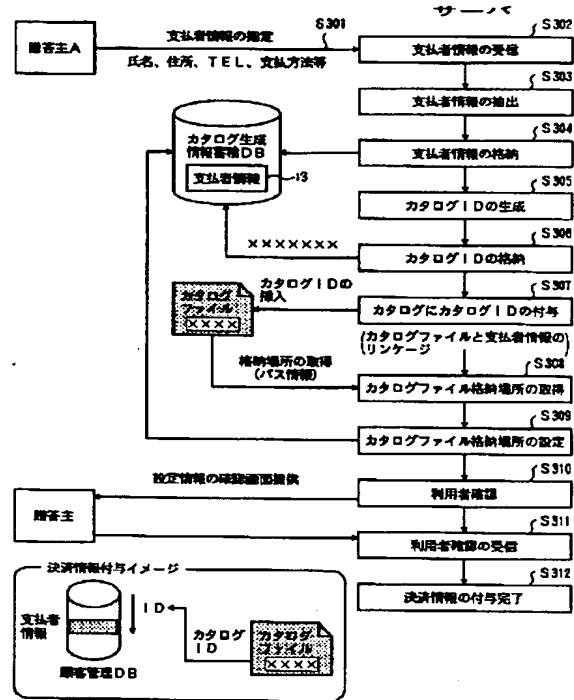 サーバ
S301
S302
支払者情報の指定
贈答主A
支払者情報の受信
氏名、住所、TEL、支払方法等
S303
支払者情報の抽出
S304
カタログ生成
情報蓄積DB
支払者情報の格納
支払者情報
13
S305
カタログIDの生成
S306
×××××××
カタログIDの格納
カタログIDの
挿入
S307
カタログ
ファイル
××××
カタログにカタログIDの付与
(カタログファイルと支払者情報の
リンケージ)
格納場所の取得
(パス情報)
S308
カタログファイル格納場所の取得
S309
カタログファイル格納場所の設定
S310
設定情報の確認画面提供
利用者確認
贈答主
S311
利用者確認の受信
決済情報付与イメージ
S312
決済情報の付与完了
支払者
情報
ID
カタログ
ID
カタログ
ファイル
××××
顧客管理DB